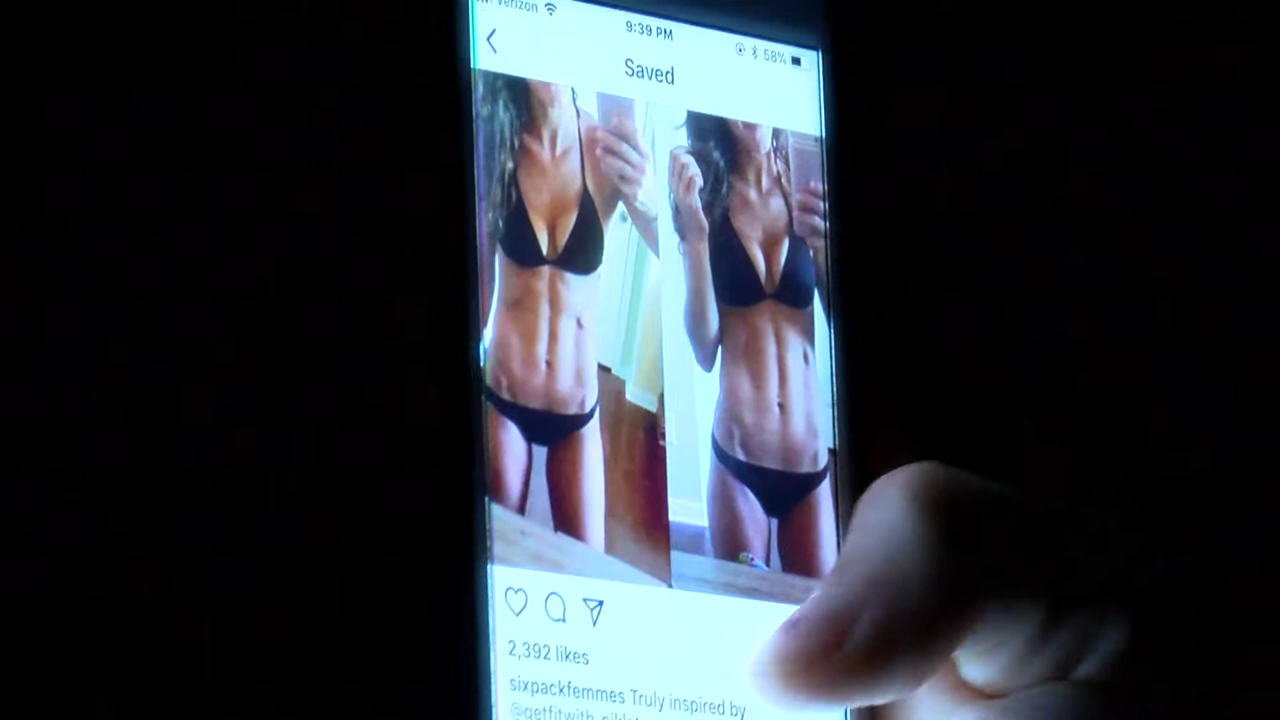 Verizon
9:39 PM
58%
Saved
2,392 likes
sixpackfemmes Truly inspired by